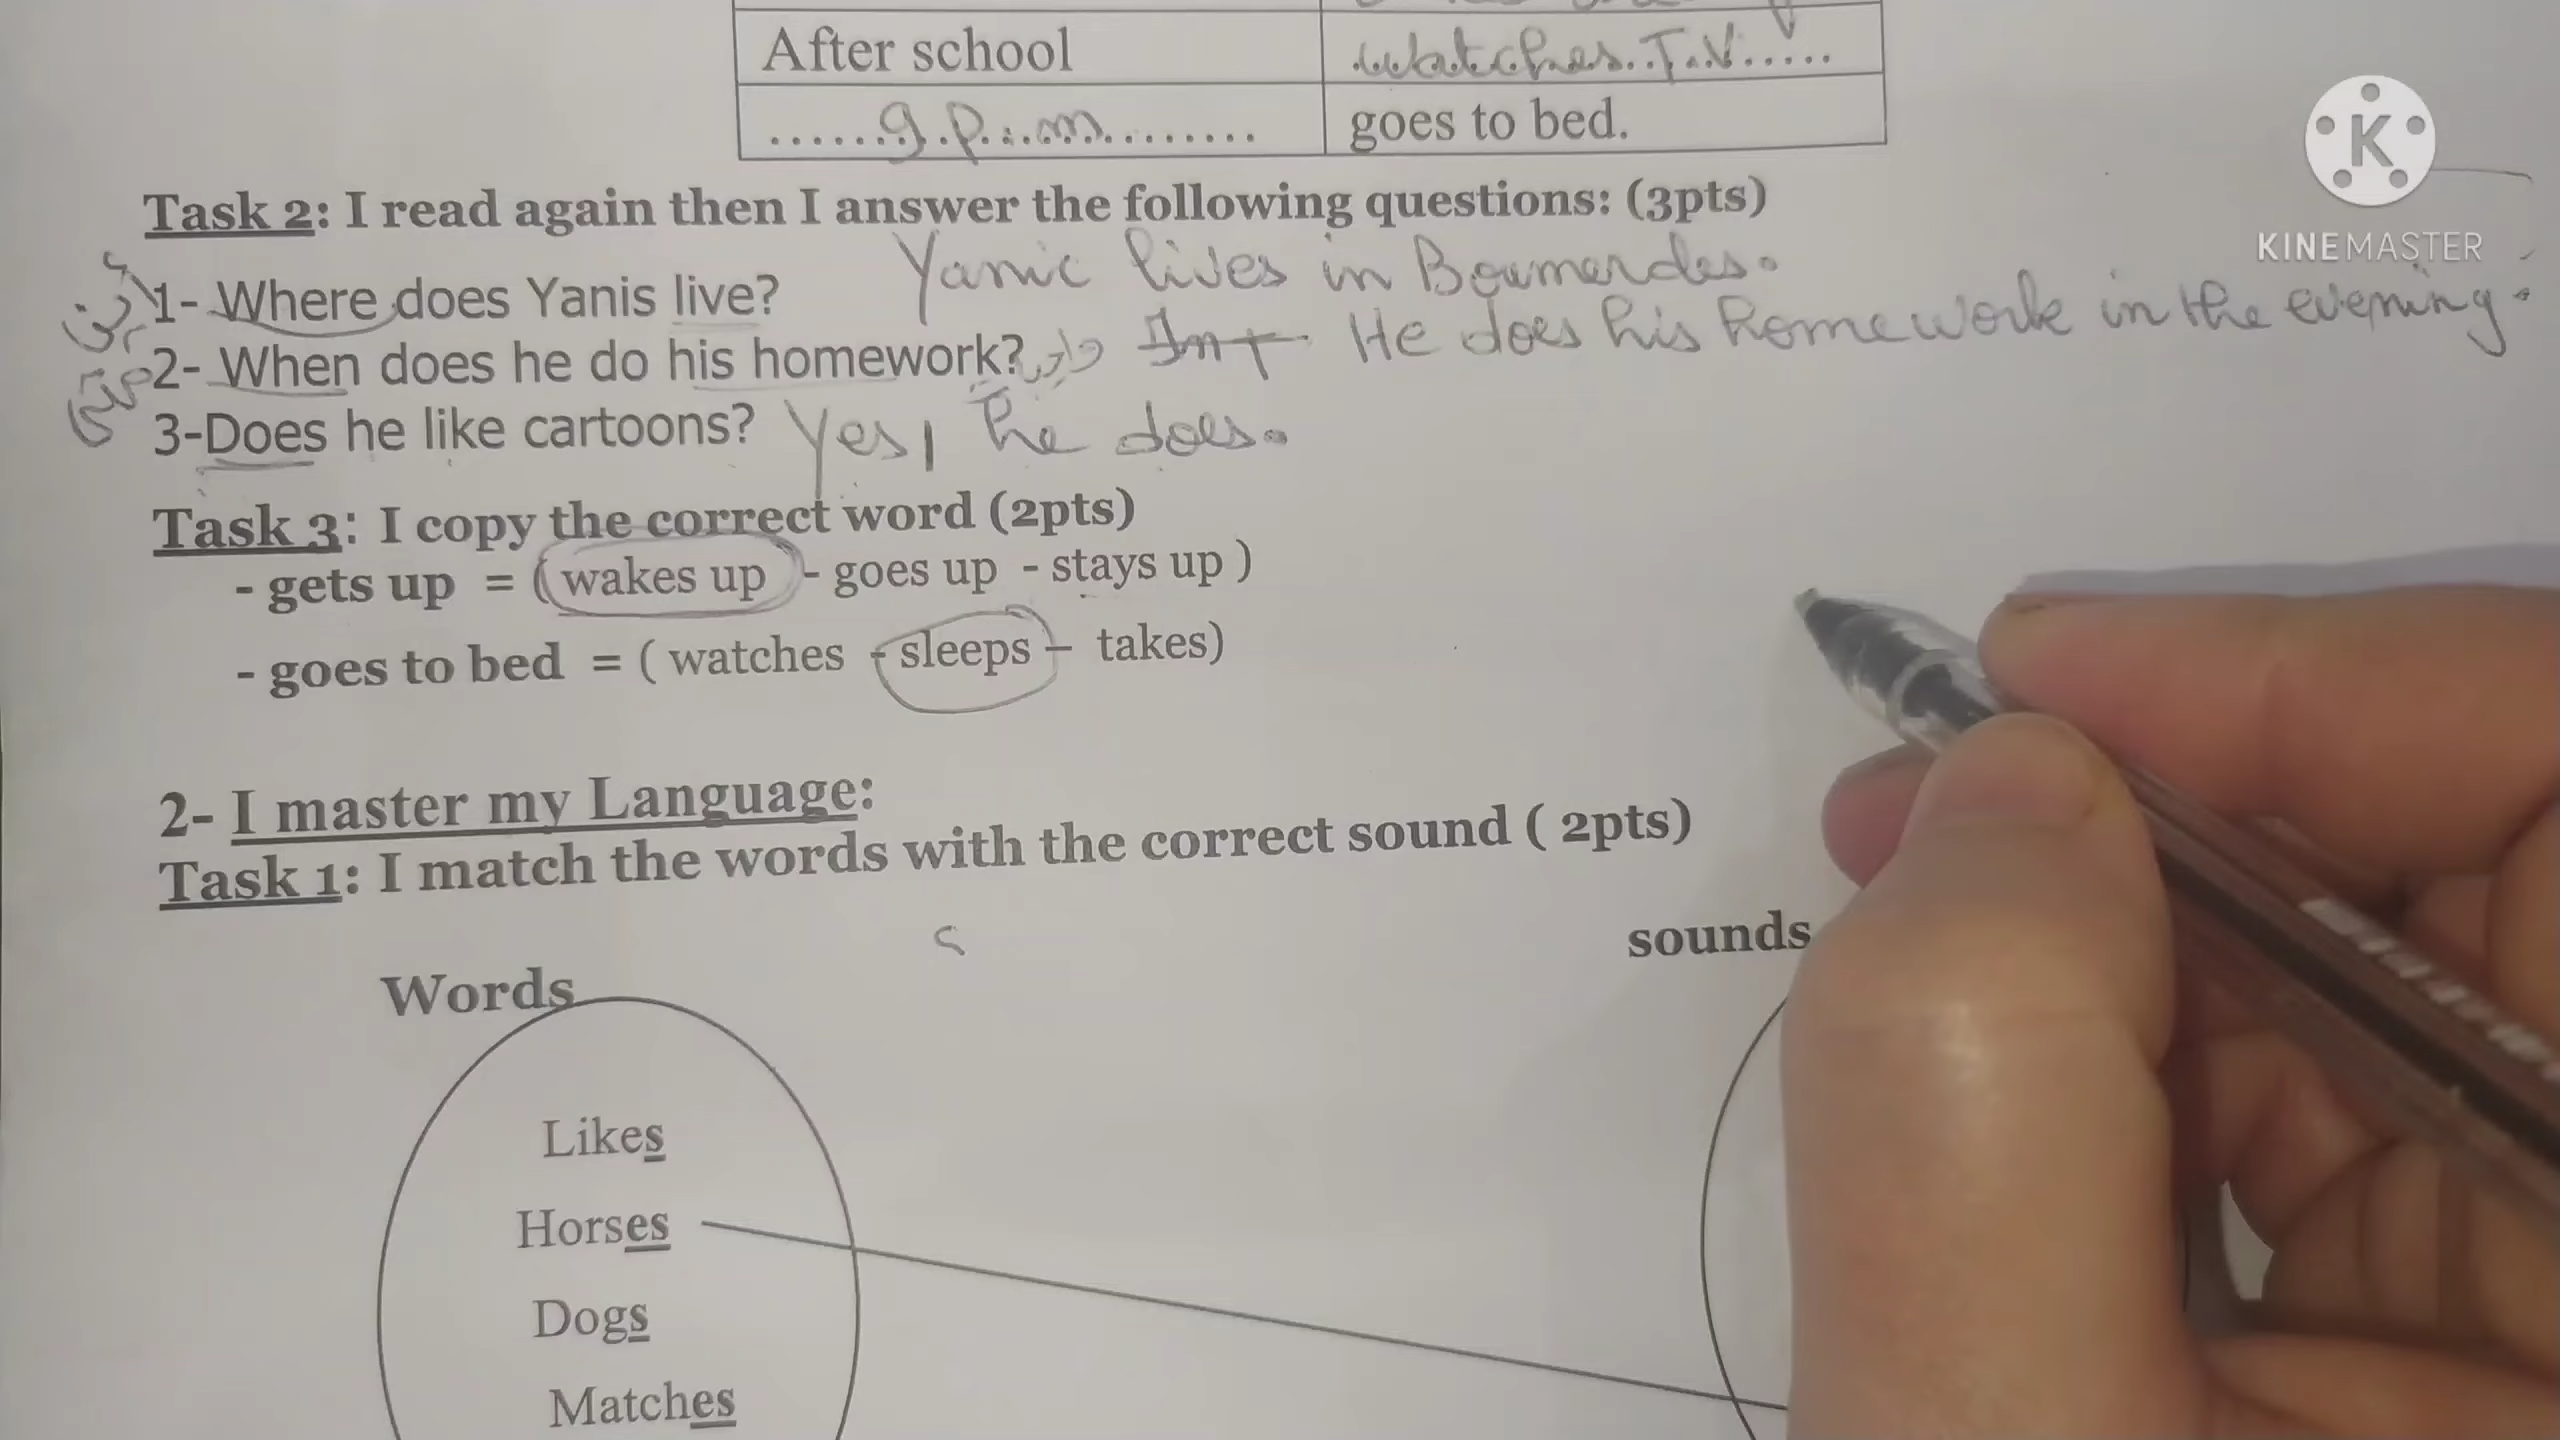 After school watches T.V
......9.p.m........ goes to bed.
Task 2: I read again then I answer the following questions: (3pts)
1- Where does Yanis live? Yanic lives in Boumerdes.
2- When does he do his homework? He does his homework in the evening.
3-Does he like cartoons? Yes, he does.
Task 3: I copy the correct word (2pts)
- gets up = ( wakes up - goes up - stays up )
- goes to bed = ( watches - sleeps - takes)
2- I master my Language:
Task 1: I match the words with the correct sound ( 2pts)
Words sounds
Likes
Horses
Dogs
Matches
K
KINEMASTER